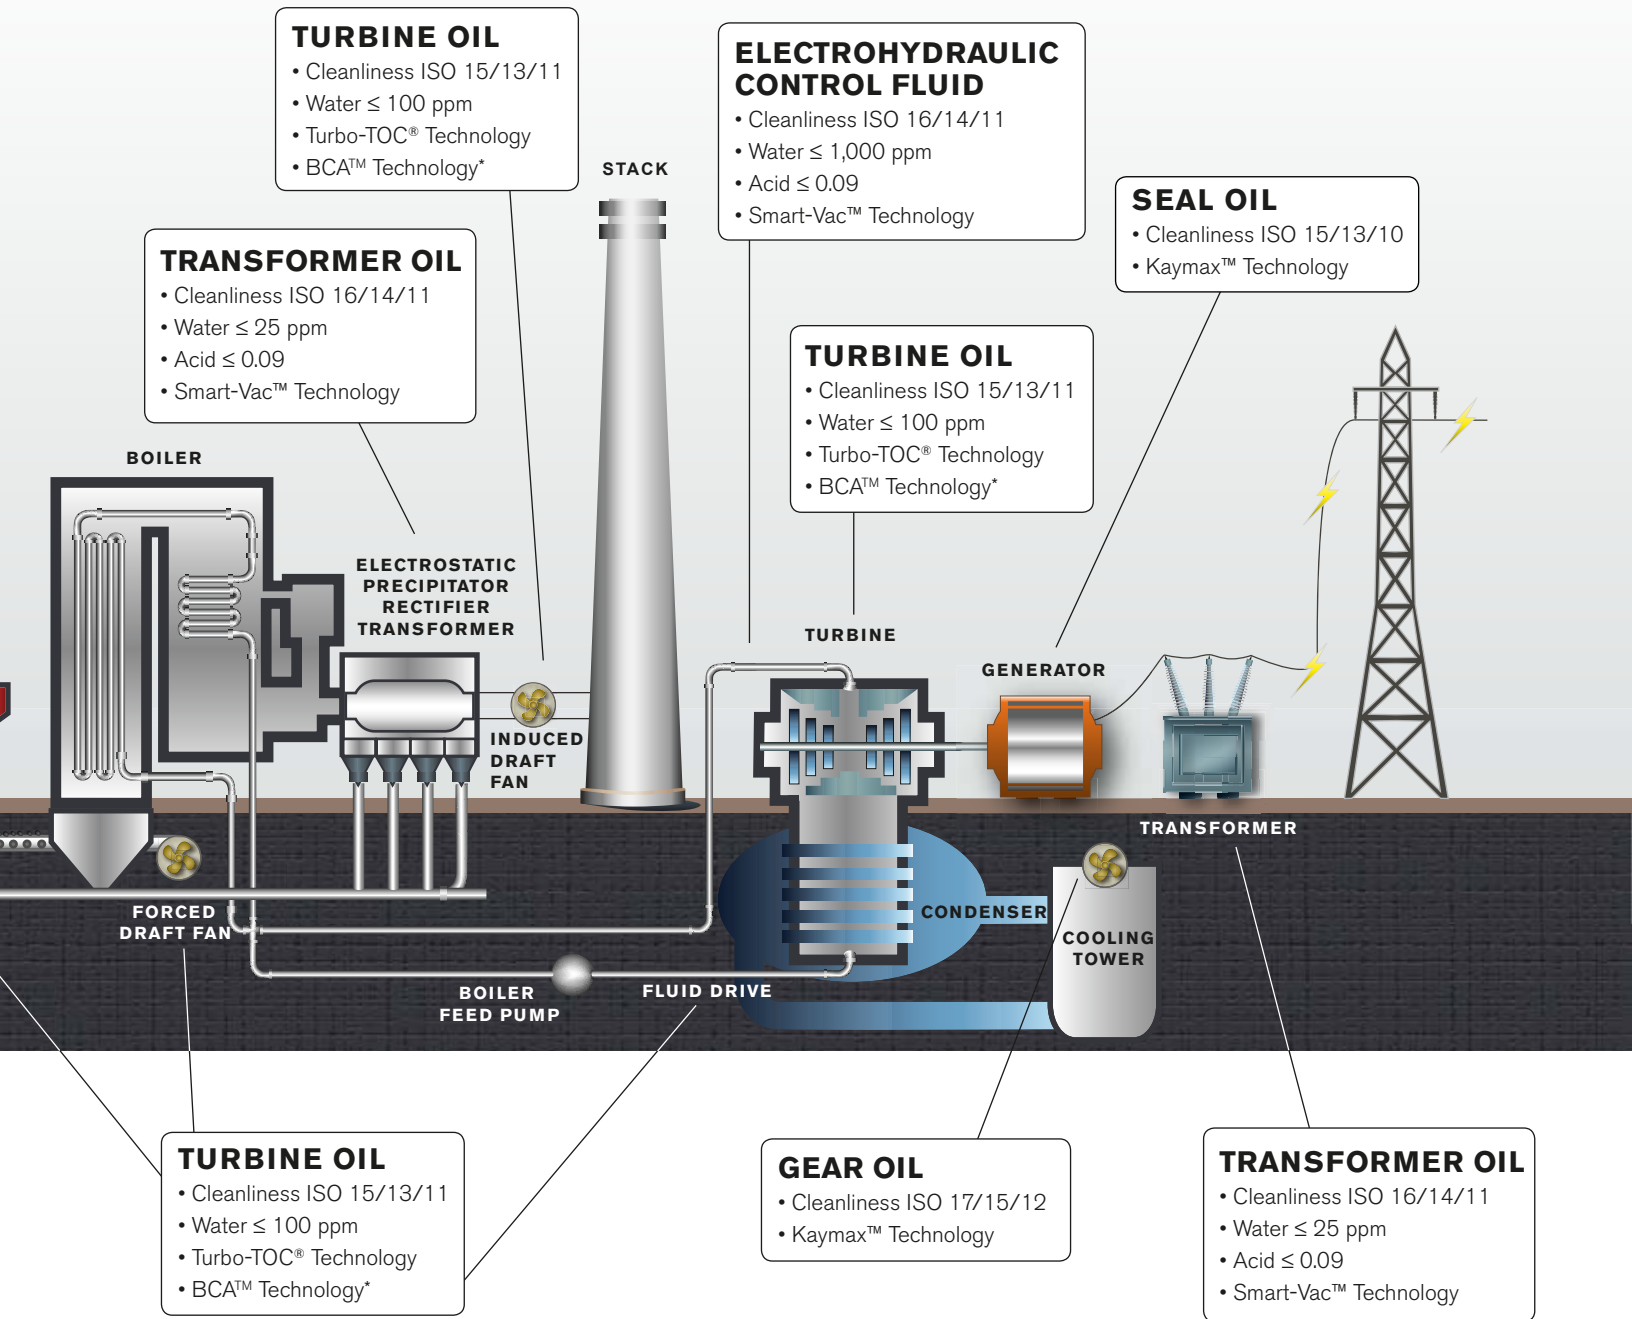 TURBINE OIL
• Cleanliness ISO 15/13/11
• Water ≤ 100 ppm
• Turbo-TOC® Technology
• BCA™ Technology*
ELECTROHYDRAULIC
CONTROL FLUID
• Cleanliness ISO 16/14/11
• Water ≤ 1,000 ppm
• Acid ≤ 0.09
• Smart-Vac™ Technology
STACK
SEAL OIL
• Cleanliness ISO 15/13/10
• Kaymax™ Technology
TRANSFORMER OIL
• Cleanliness ISO 16/14/11
• Water ≤ 25 ppm
• Acid ≤ 0.09
• Smart-Vac™ Technology
TURBINE OIL
• Cleanliness ISO 15/13/11
• Water ≤ 100 ppm
• Turbo-TOC® Technology
• BCA™ Technology*
BOILER
ELECTROSTATIC
PRECIPITATOR
RECTIFIER
TRANSFORMER
TURBINE
GENERATOR
INDUCED
DRAFT
FAN
TRANSFORMER
FORCED
DRAFT FAN
CONDENSER
COOLING
TOWER
BOILER
FEED PUMP
FLUID DRIVE
TURBINE OIL
• Cleanliness ISO 15/13/11
• Water ≤ 100 ppm
• Turbo-TOC® Technology
• BCA™ Technology*
GEAR OIL
• Cleanliness ISO 17/15/12
• Kaymax™ Technology
TRANSFORMER OIL
• Cleanliness ISO 16/14/11
• Water ≤ 25 ppm
• Acid ≤ 0.09
• Smart-Vac™ Technology